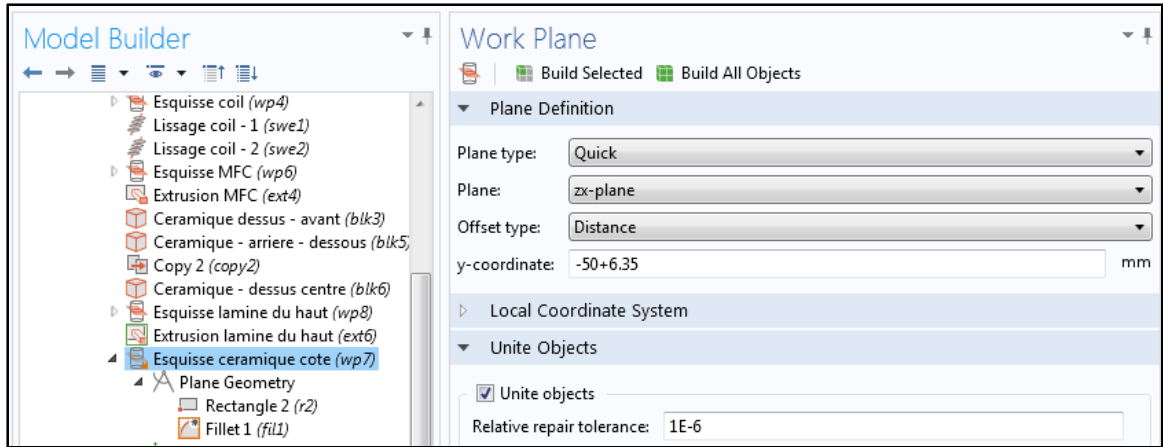 Model Builder
Esquisse coil (wp4)
Lissage coil - 1 (swe1)
Lissage coil - 2 (swe2)
Esquisse MFC (wp6)
Extrusion MFC (ext4)
Ceramique dessus - avant (blk3)
Ceramique - arriere - dessous (blk5)
Copy 2 (copy2)
Ceramique - dessus centre (blk6)
Esquisse lamine du haut (wp8)
Extrusion lamine du haut (ext6)
Esquisse ceramique cote (wp7)
Plane Geometry
Rectangle 2 (r2)
Fillet 1 (fil1)
Work Plane
Build Selected Build All Objects
Plane Definition
Plane type: Quick
Plane: zx-plane
Offset type: Distance
y-coordinate: -50+6.35 mm
Local Coordinate System
Unite Objects
Unite objects
Relative repair tolerance: 1E-6